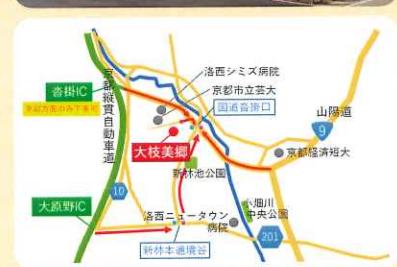 洛西シミズ病院
京都市立芸大
国道沓掛口
沓掛IC
京都縦貫自動車道
山陽道
9
大枝美郷
京都経済短大
新林池公園
10
大原野IC
小畑川
中央公園
洛西ニュータウン
病院
201
新林本通境谷